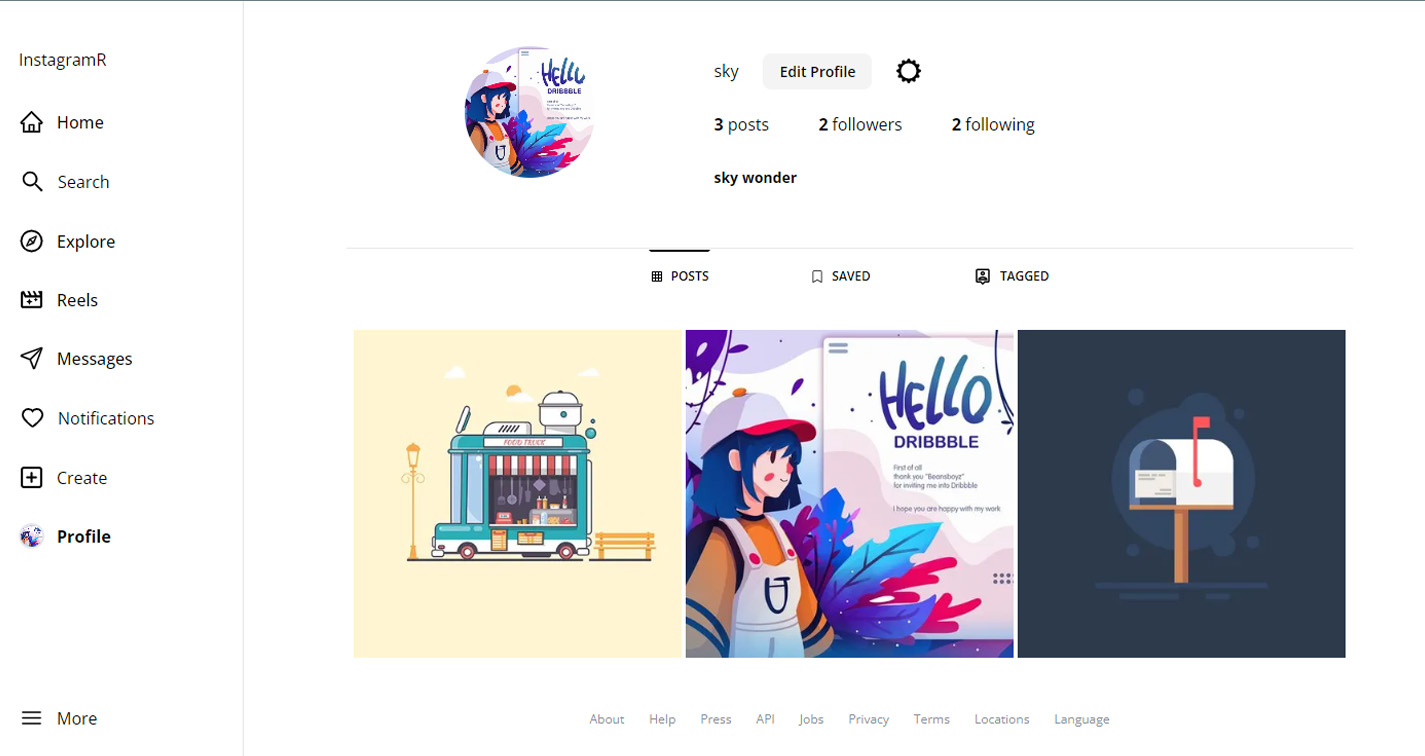 InstagramR
Home
Search
Explore
Reels
Messages
Notifications
Create
Profile
More
sky Edit Profile
3 posts 2 followers 2 following
sky wonder
POSTS SAVED TAGGED
FOOD TRUCK
HELLO
DRIBBBLE
First of all
thank you "Beansboyz"
for inviting me into Dribbble
I hope you are happy with my work
About Help Press API Jobs Privacy Terms Locations Language